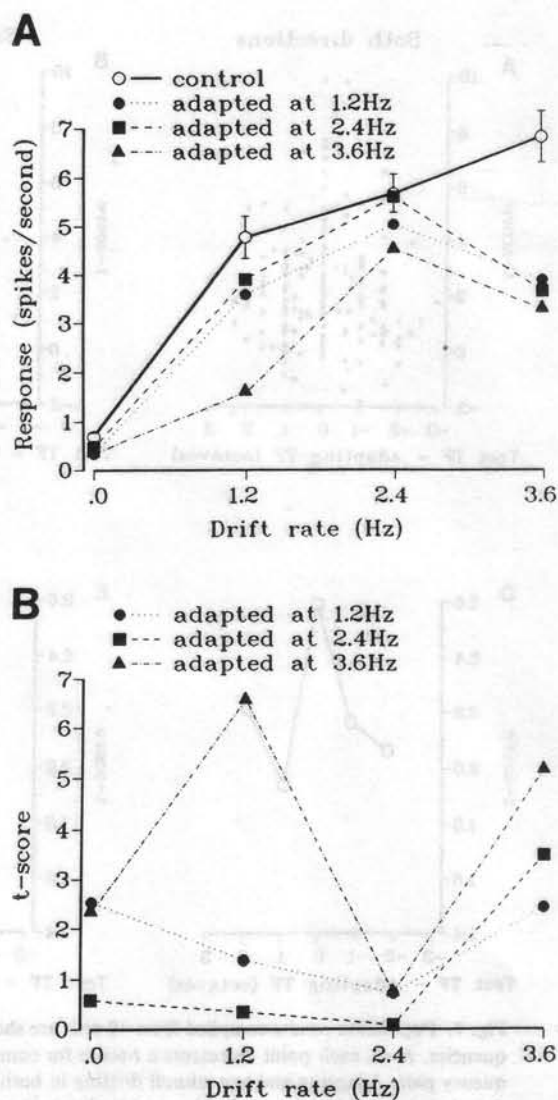 A
control
adapted at 1.2Hz
adapted at 2.4Hz
adapted at 3.6Hz
7
6
5
4
3
2
1
0
Response (spikes/second)
.0 1.2 2.4 3.6
Drift rate (Hz)
B
adapted at 1.2Hz
adapted at 2.4Hz
adapted at 3.6Hz
7
6
5
4
3
2
1
0
t-score
.0 1.2 2.4 3.6
Drift rate (Hz)